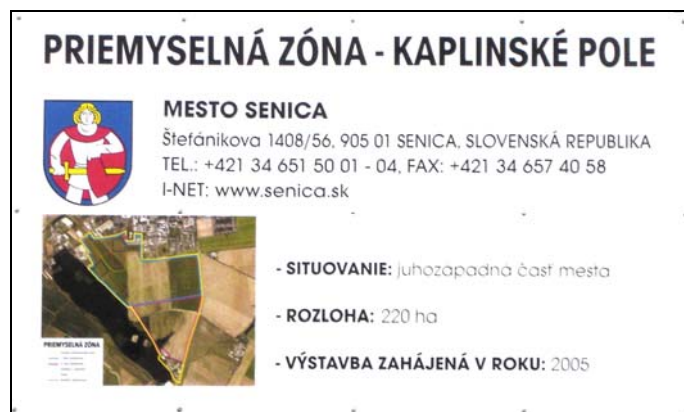 PRIEMYSELNÁ ZÓNA - KAPLINSKÉ POLE
MESTO SENICA
Štefánikova 1408/56, 905 01 SENICA, SLOVENSKÁ REPUBLIKA
TEL.: +421 34 651 50 01 - 04, FAX: +421 34 657 40 58
I-NET: www.senica.sk
- SITUOVANIE: juhozápadná časť mesta
- ROZLOHA: 220 ha
- VÝSTAVBA ZAHÁJENÁ V ROKU: 2005
PRIEMYSELNÁ ZÓNA